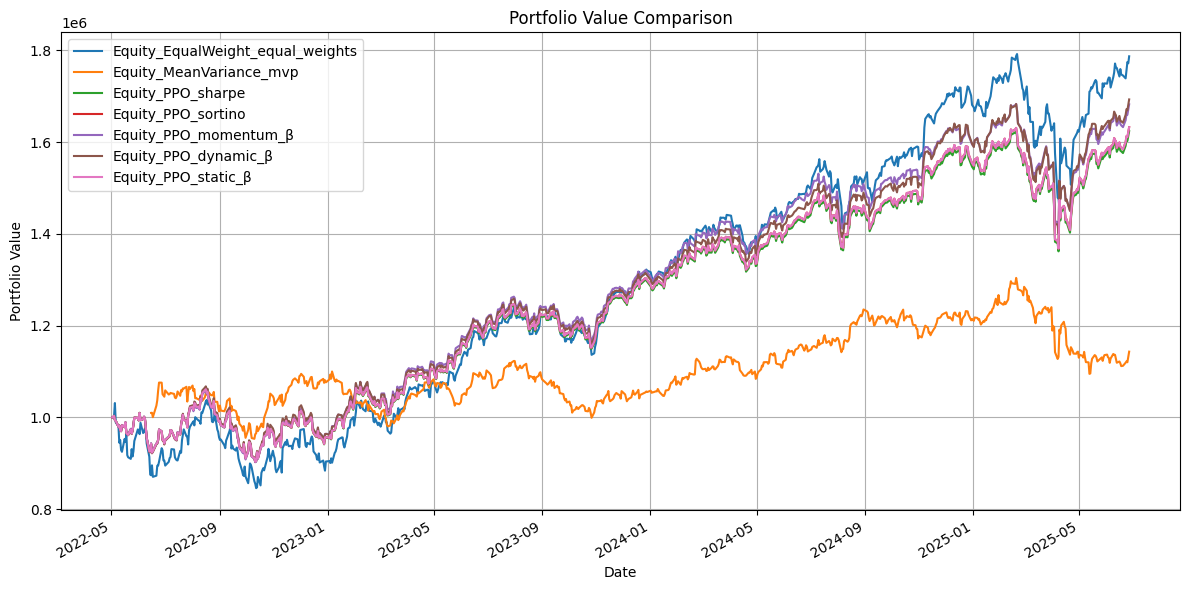 Portfolio Value Comparison
1e6
Equity_EqualWeight_equal_weights
Equity_MeanVariance_mvp
Equity_PPO_sharpe
Equity_PPO_sortino
Equity_PPO_momentum_β
Equity_PPO_dynamic_β
Equity_PPO_static_β
Portfolio Value
1.8
1.6
1.4
1.2
1.0
0.8
2022-05
2022-09
2023-01
2023-05
2023-09
2024-01
2024-05
2024-09
2025-01
2025-05
Date